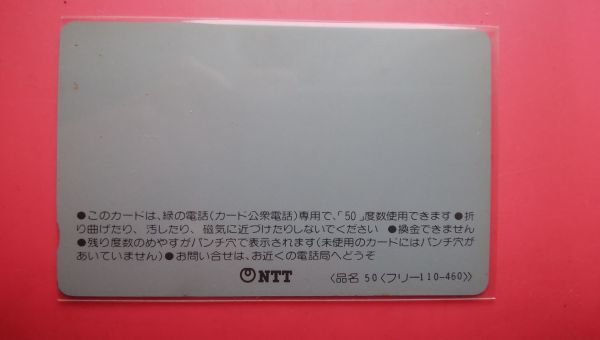 ●このカードは、緑の電話(カード公衆電話)専用で、「50」度数使用できます●折
り曲げたり、汚したり、磁気に近づけたりしないでください ●換金できません
●残り度数のめやすがパンチ穴で表示されます(未使用のカードにはパンチ穴
があいていません)●お問い合せは、お近くの電話局へどうぞ
NTT
〈品名 50〈フリー110-460〉〉